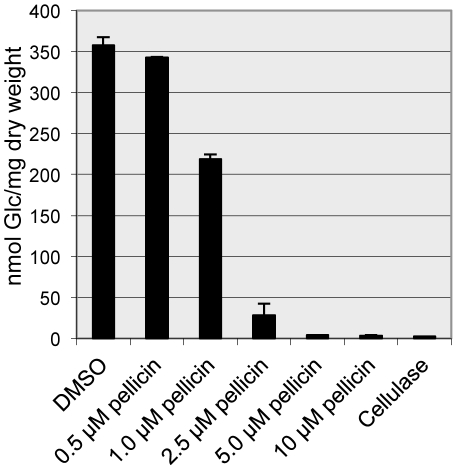 nmol Glc/mg dry weight
400
350
300
250
200
150
100
50
0
DMSO
0.5 µM pellicin
1.0 µM pellicin
2.5 µM pellicin
5.0 µM pellicin
10 µM pellicin
Cellulase